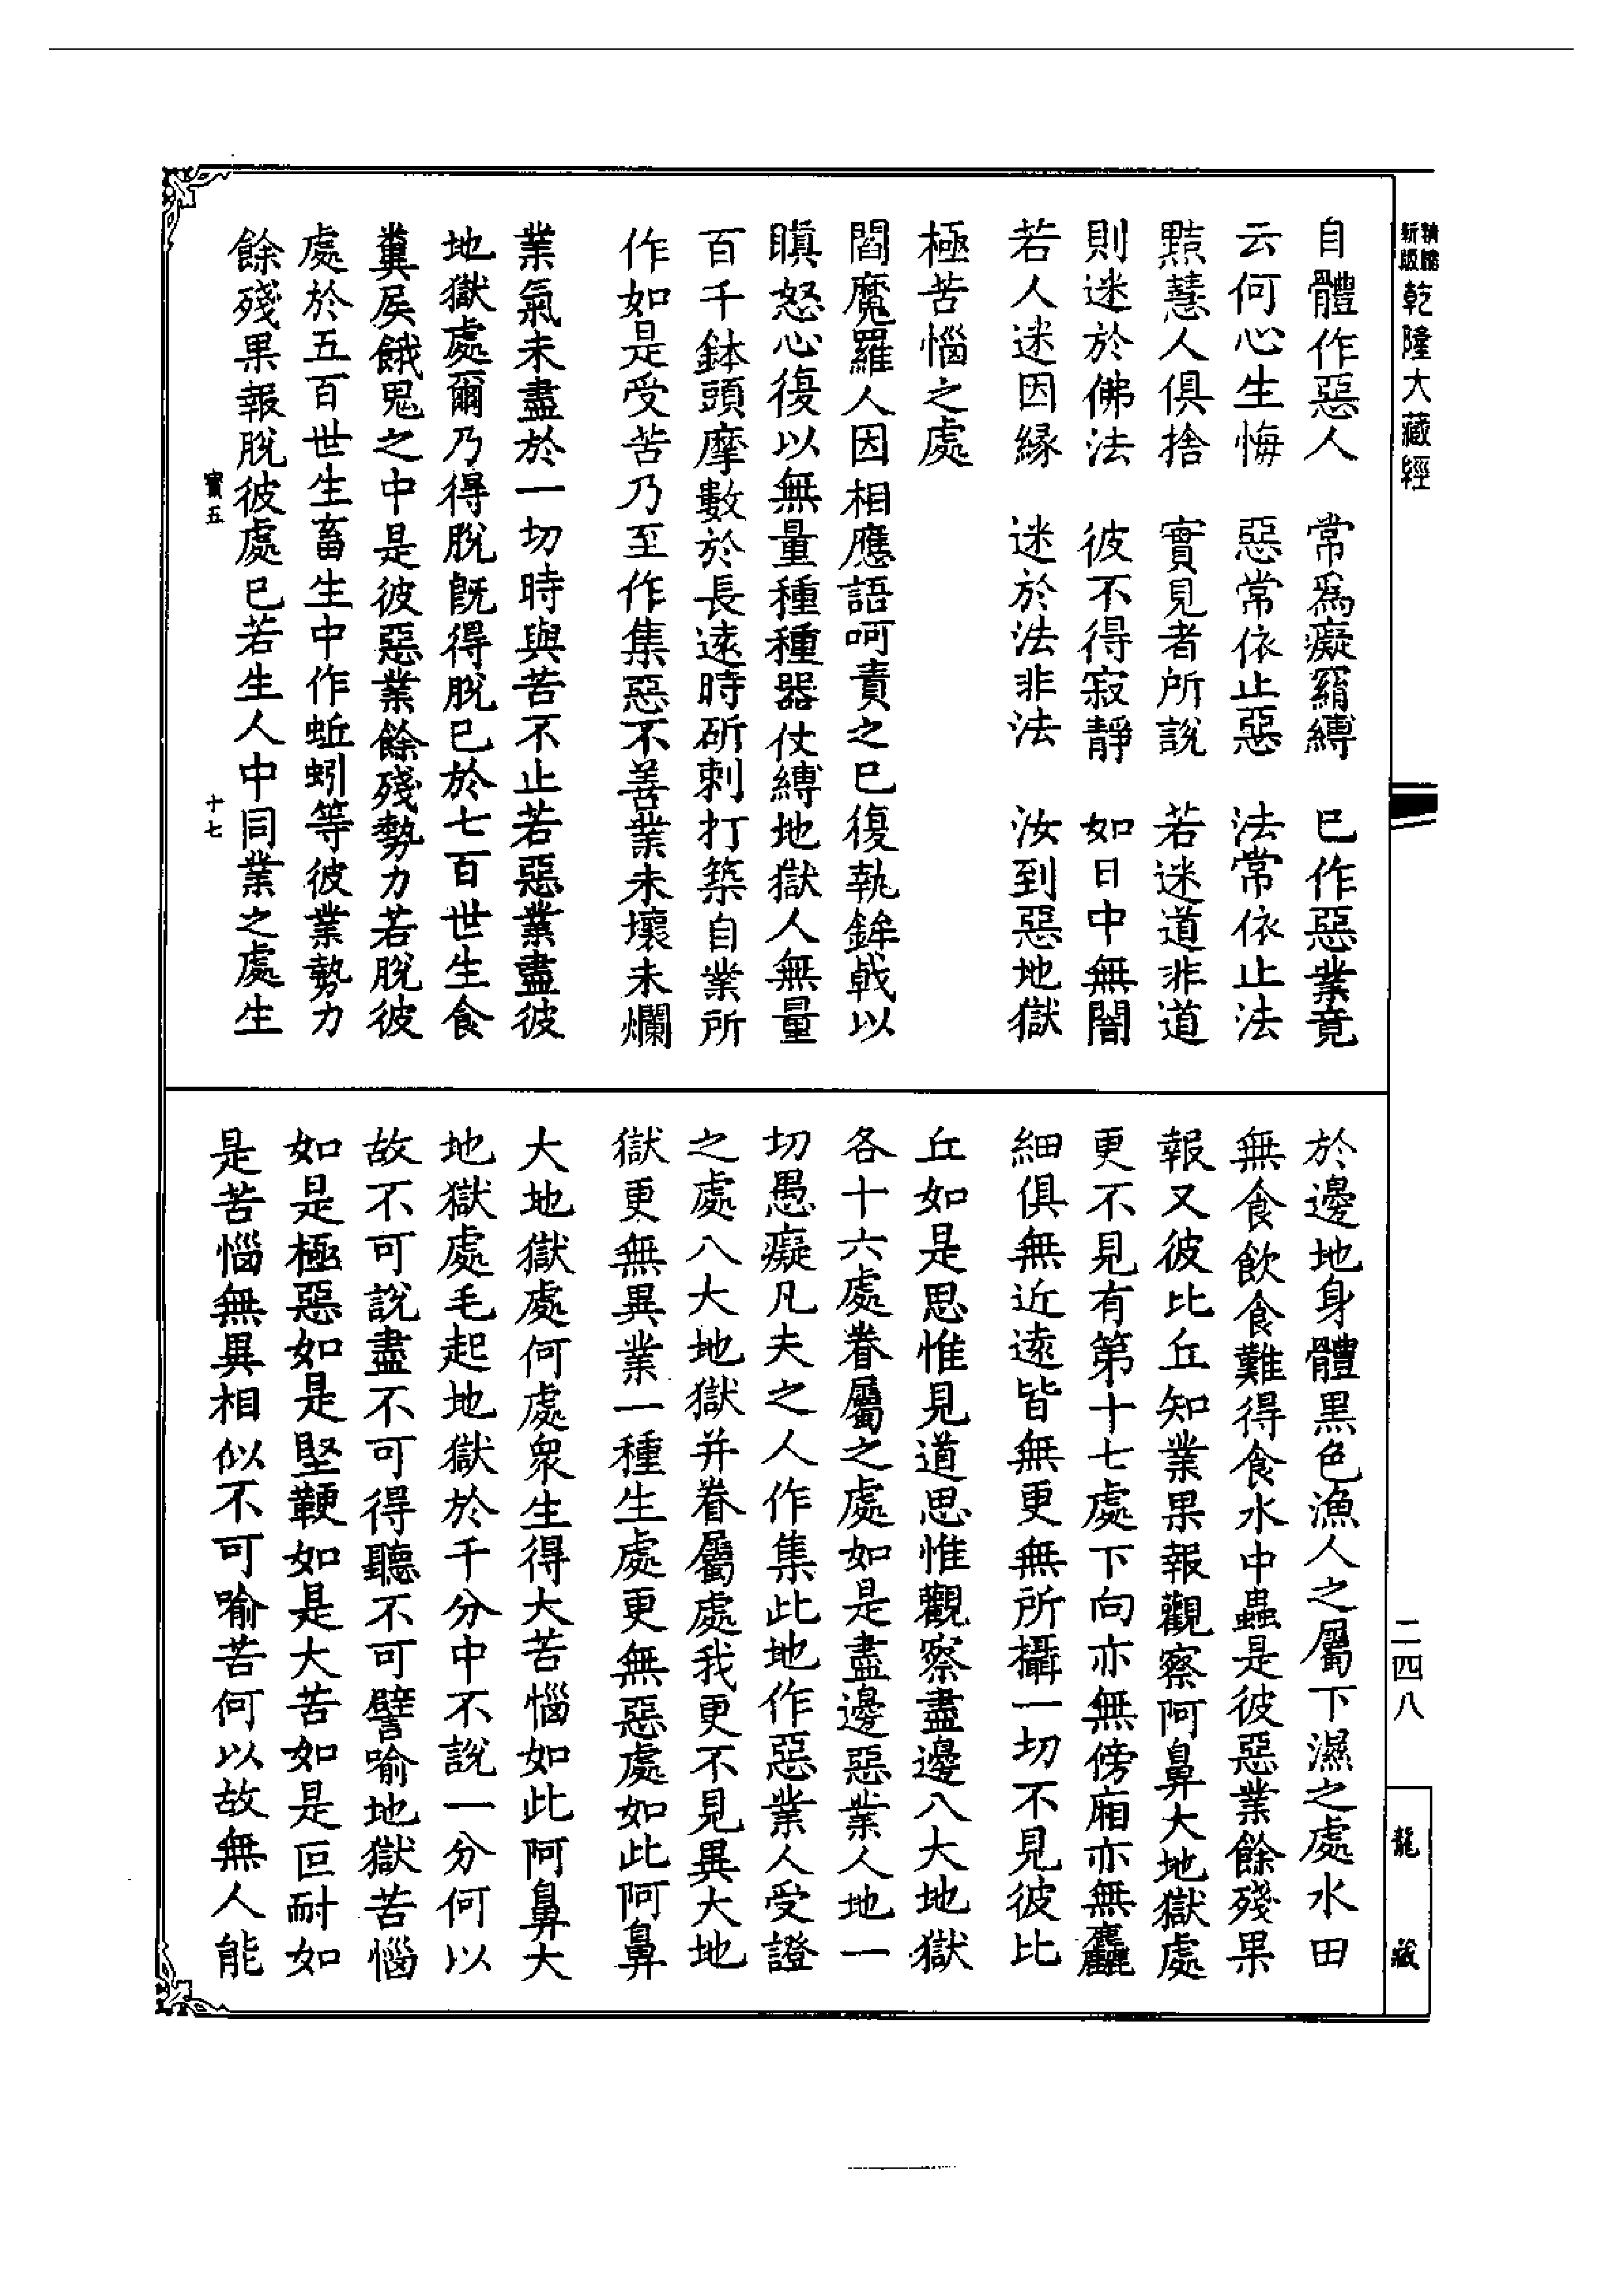 精縮新版乾隆大藏經
自體作惡人　常為癡羂縛　已作惡業竟
云何心生悔　惡常依止惡　法常依止法
黠慧人俱捨　實見者所說　若迷道非道
則迷於佛法　彼不得寂靜　如日中無闇
若人迷因緣　迷於法非法　汝到惡地獄
極苦惱之處
閻魔羅人因相應語呵責之已復執鉾戟以
瞋怒心復以無量種種器仗縛地獄人無量
百千鉢頭摩數於長遠時斫刺打築自業所
作如是受苦乃至作集惡不善業未壞未爛
業氣未盡於一切時與苦不止若惡業盡彼
地獄處爾乃得脫旣得脫已於七百世生食
糞屎餓鬼之中是彼惡業餘殘勢力若脫彼
處於五百世生畜生中作蚯蚓等彼業勢力
餘殘果報脫彼處已若生人中同業之處生
寶五　十七
於邊地身體黑色漁人之屬下濕之處水田
無食飲食難得食水中蟲是彼惡業餘殘果
報又彼比丘知業果報觀察阿鼻大地獄處
更不見有第十七處下向亦無傍廂亦無麤
細俱無近遠皆無更無所攝一切不見彼比
丘如是思惟見道思惟觀察盡邊八大地獄
各十六處眷屬之處如是盡邊惡業人地一
切愚癡凡夫之人作集此地作惡業人受證
之處八大地獄并眷屬處我更不見異大地
獄更無異業一種生處更無惡處如此阿鼻
大地獄處何處衆生得大苦惱如此阿鼻大
地獄處毛起地獄於千分中不說一分何以
故不可說盡不可得聽不可譬喻地獄苦惱
如是極惡如是堅鞕如是大苦如是叵耐如
是苦惱無異相似不可喻苦何以故無人能
二四八
龍藏